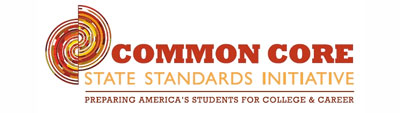 COMMON CORE
STATE STANDARDS INITIATIVE
PREPARING AMERICA'S STUDENTS FOR COLLEGE & CAREER